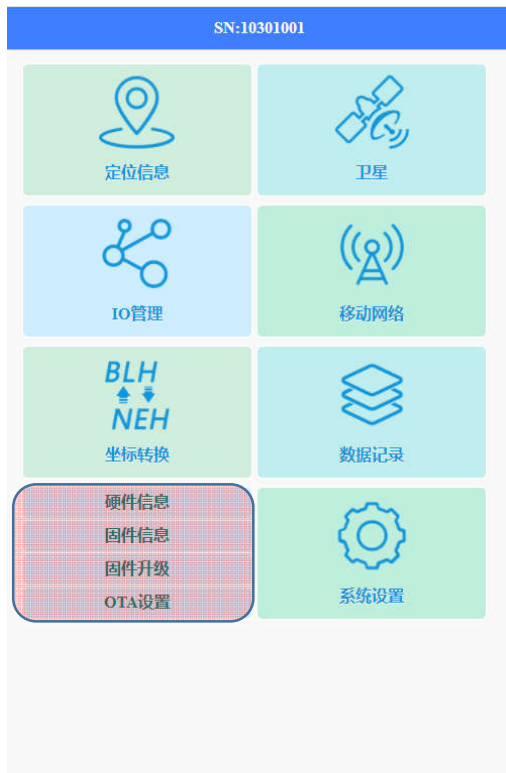 SN:10301001
定位信息
卫星
IO管理
移动网络
BLH
NEH
坐标转换
数据记录
硬件信息
固件信息
固件升级
OTA设置
系统设置